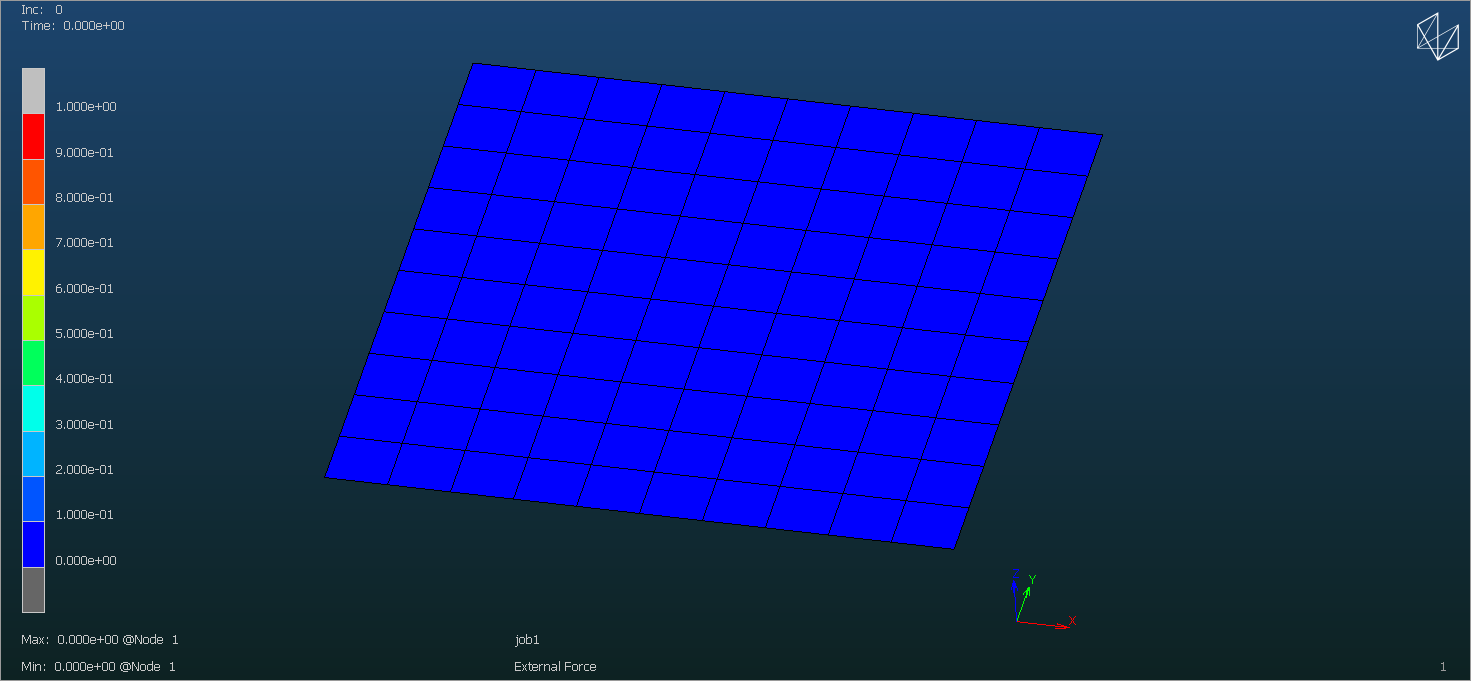 Inc: 0
Time: 0.000e+00
1.000e+00
9.000e-01
8.000e-01
7.000e-01
6.000e-01
5.000e-01
4.000e-01
3.000e-01
2.000e-01
1.000e-01
0.000e+00
Z
Y
X
Max: 0.000e+00 @Node 1
job1
Min: 0.000e+00 @Node 1
External Force
1